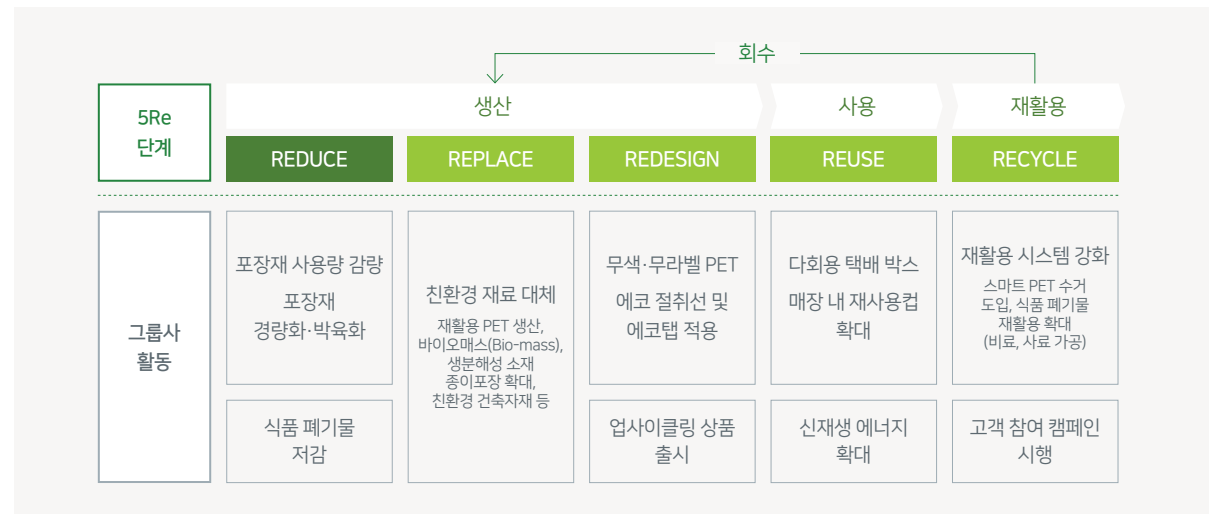 회수
5Re
단계
생산
사용
재활용
REDUCE
REPLACE
REDESIGN
REUSE
RECYCLE
그룹사
활동
포장재 사용량 감량
포장재
경량화·박육화
식품 폐기물
저감
친환경 재료 대체
재활용 PET 생산,
바이오매스(Bio-mass),
생분해성 소재
종이포장 확대,
친환경 건축자재 등
무색·무라벨 PET
에코 절취선 및
에코탭 적용
업사이클링 상품
출시
다회용 택배 박스
매장 내 재사용컵
확대
신재생 에너지
확대
재활용 시스템 강화
스마트 PET 수거
도입, 식품 폐기물
재활용 확대
(비료, 사료 가공)
고객 참여 캠페인
시행